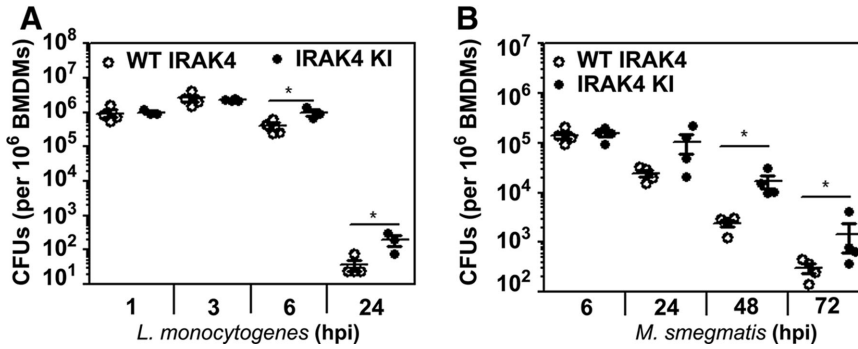 A
CFUs (per 10^6 BMDMs)
10^8
10^7
10^6
10^5
10^4
10^3
10^2
10^1
WT IRAK4
IRAK4 KI
*
*
1 3 6 24
L. monocytogenes (hpi)
B
CFUs (per 10^6 BMDMs)
10^7
10^6
10^5
10^4
10^3
10^2
WT IRAK4
IRAK4 KI
*
*
6 24 48 72
M. smegmatis (hpi)